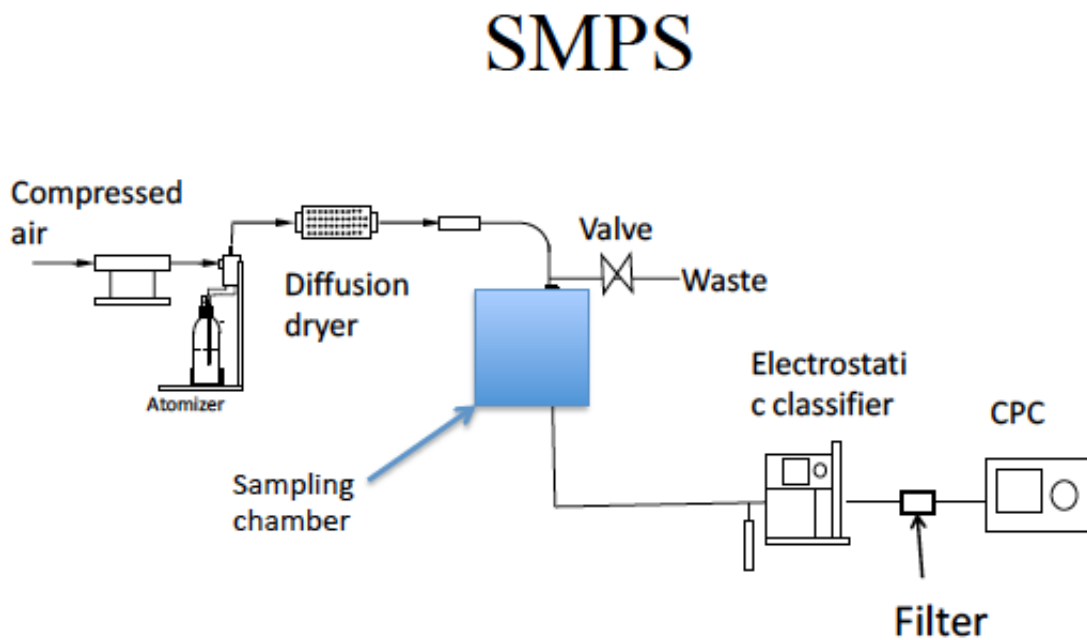 SMPS
Compressed
air
Valve
Waste
Diffusion
dryer
Atomizer
Electrostati
c classifier
CPC
Sampling
chamber
Filter